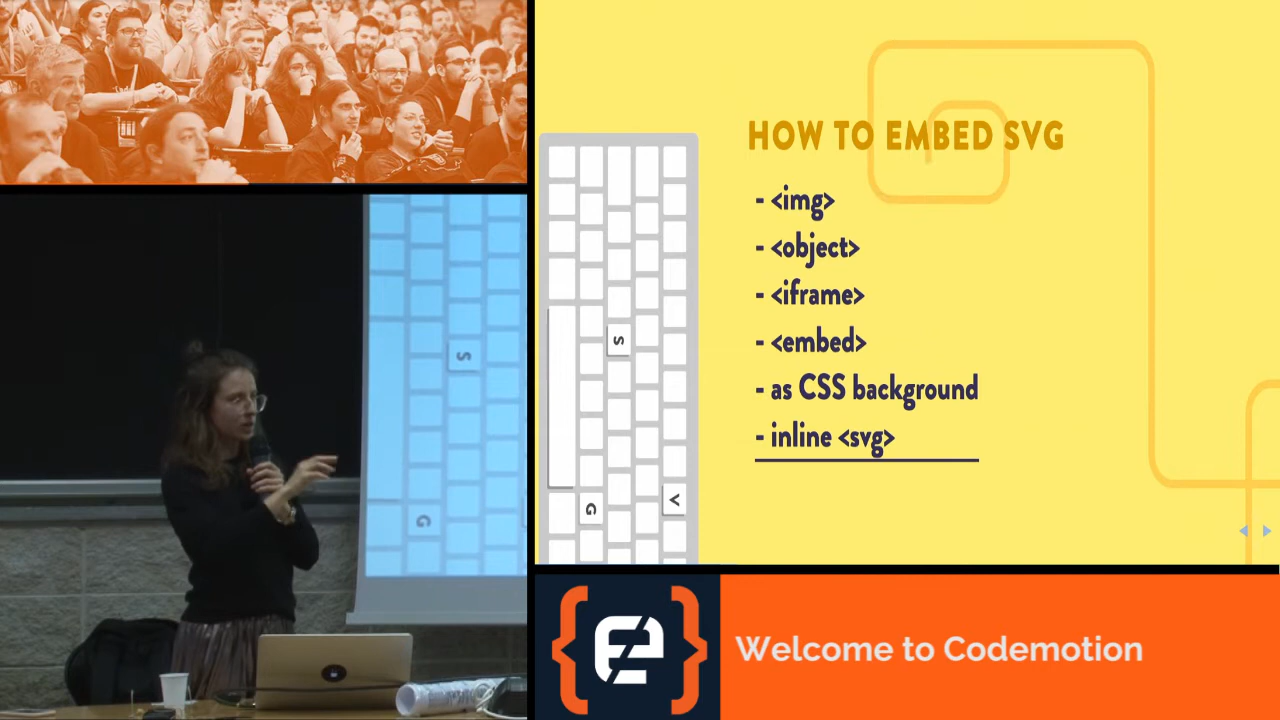 HOW TO EMBED SVG
- <img>
- <object>
- <iframe>
- <embed>
- as CSS background
- inline <svg>
S
G
V
S
G
Welcome to Codemotion